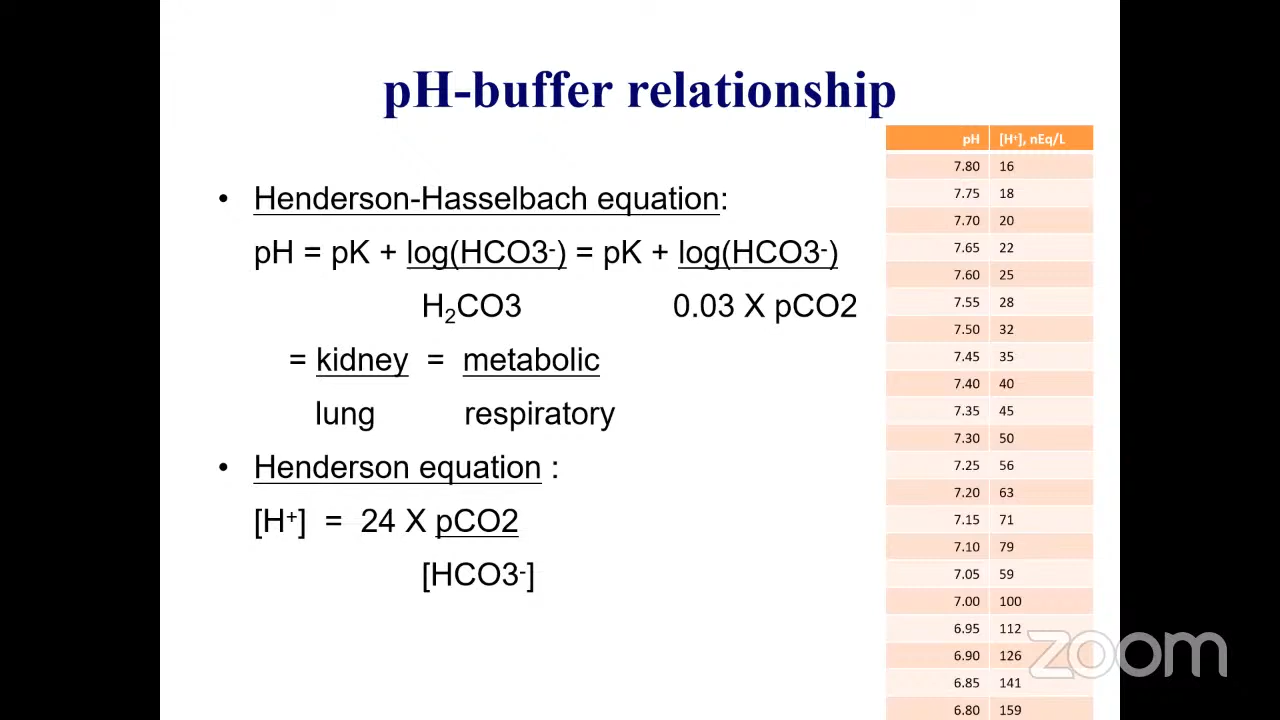 pH-buffer relationship
• Henderson-Hasselbach equation:
pH = pK + log(HCO3-) = pK + log(HCO3-)
H₂CO3 0.03 X pCO2
= kidney = metabolic
lung respiratory
• Henderson equation :
[H⁺] = 24 X pCO2
[HCO3-]
pH [H⁺], nEq/L
7.80 16
7.75 18
7.70 20
7.65 22
7.60 25
7.55 28
7.50 32
7.45 35
7.40 40
7.35 45
7.30 50
7.25 56
7.20 63
7.15 71
7.10 79
7.05 59
7.00 100
6.95 112
6.90 126
6.85 141
6.80 159
zoom